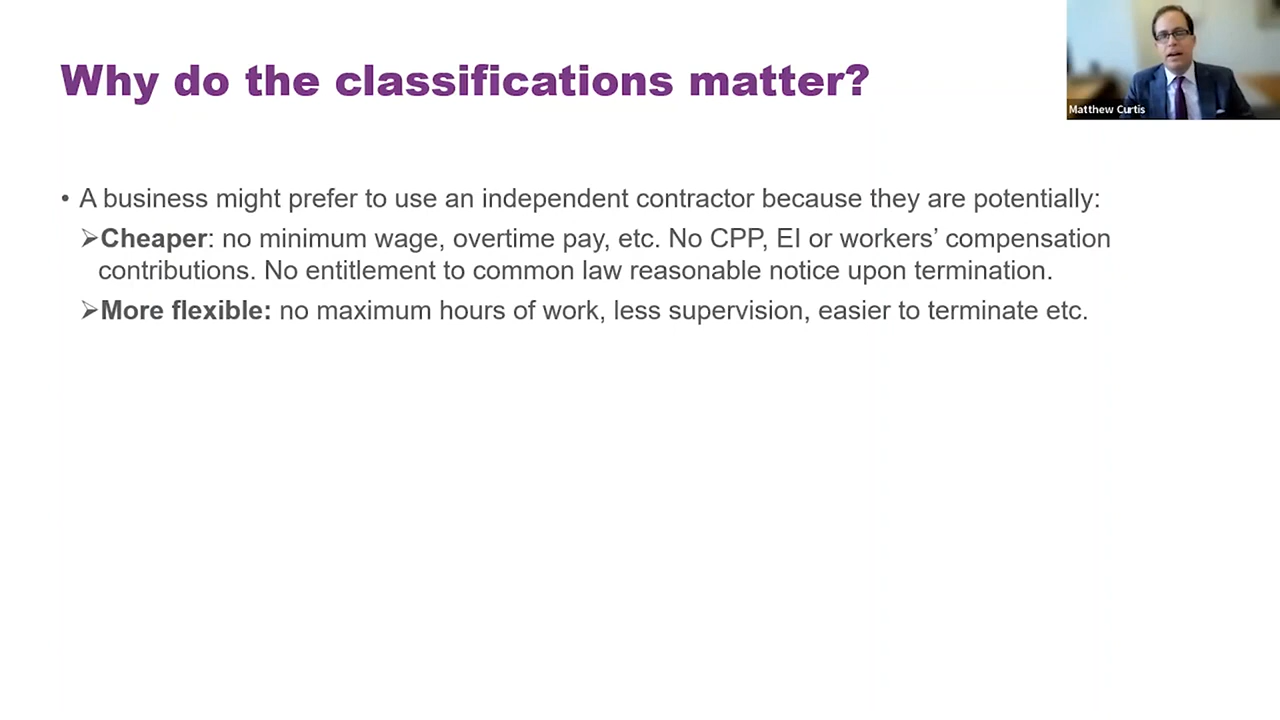 Why do the classifications matter?
Matthew Curtis
• A business might prefer to use an independent contractor because they are potentially:
➢Cheaper: no minimum wage, overtime pay, etc. No CPP, EI or workers’ compensation
contributions. No entitlement to common law reasonable notice upon termination.
➢More flexible: no maximum hours of work, less supervision, easier to terminate etc.